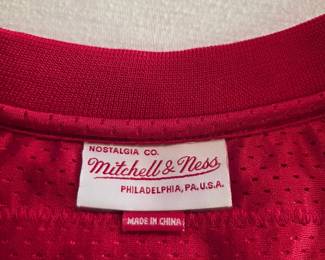 NOSTALGIA CO.
Mitchell & Ness
PHILADELPHIA, PA. U.S.A.
MADE IN CHINA